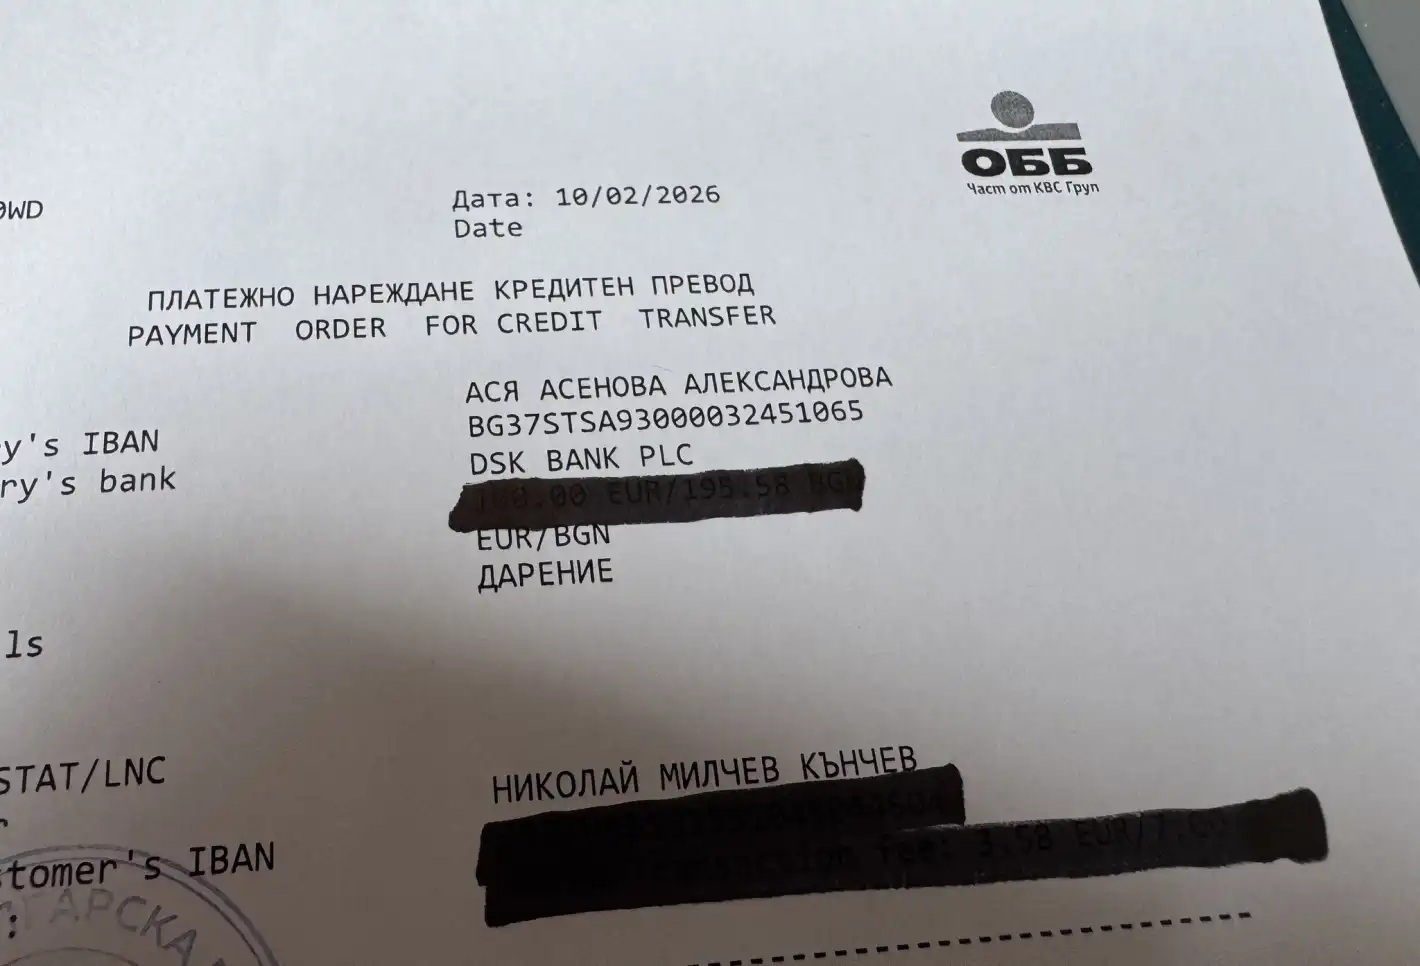 ОББ
Част от КВС Груп
0WD
Дата: 10/02/2026
Date
ПЛАТЕЖНО НАРЕЖДАНЕ КРЕДИТЕН ПРЕВОД
PAYMENT ORDER FOR CREDIT TRANSFER
АСЯ АСЕНОВА АЛЕКСАНДРОВА
y's IBAN BG37STSA93000032451065
ry's bank DSK BANK PLC
EUR/BGN
ДАРЕНИЕ
ls
НИКОЛАЙ МИЛЧЕВ КЪНЧЕВ
STAT/LNC
tomer's IBAN